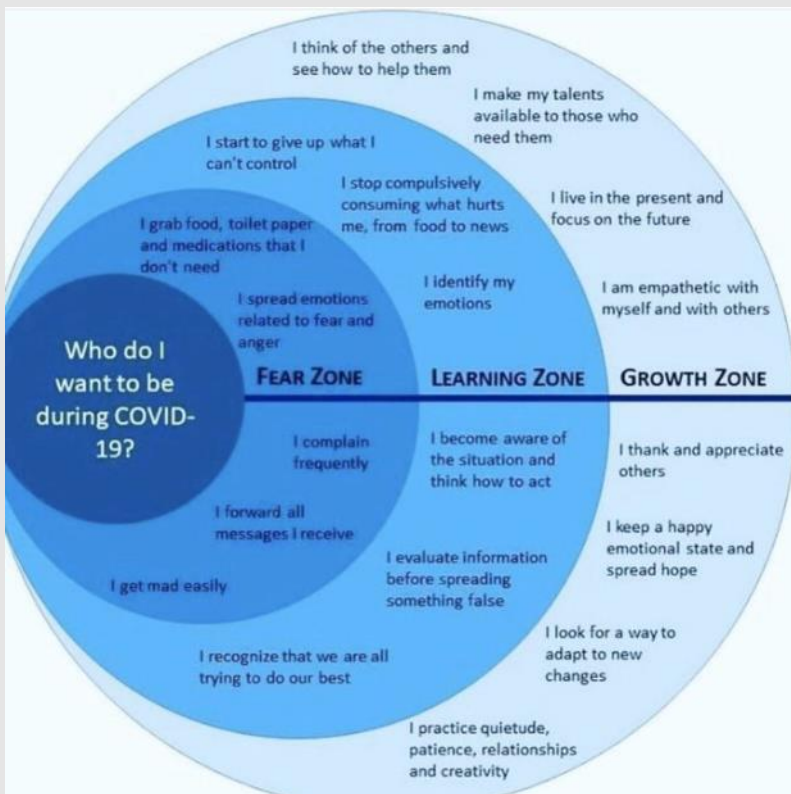 I think of the others and
see how to help them
I make my talents
available to those who
need them
I start to give up what I
can't control
I stop compulsively
consuming what hurts
me, from food to news
I live in the present and
focus on the future
I grab food, toilet paper
and medications that I
don't need
I identify my
emotions
I am empathetic with
myself and with others
I spread emotions
related to fear and
anger
Who do I
want to be
during COVID-
19?
FEAR ZONE
LEARNING ZONE
GROWTH ZONE
I complain
frequently
I become aware of
the situation and
think how to act
I thank and appreciate
others
I forward all
messages I receive
I keep a happy
emotional state and
spread hope
I get mad easily
I evaluate information
before spreading
something false
I look for a way to
adapt to new
changes
I recognize that we are all
trying to do our best
I practice quietude,
patience, relationships
and creativity